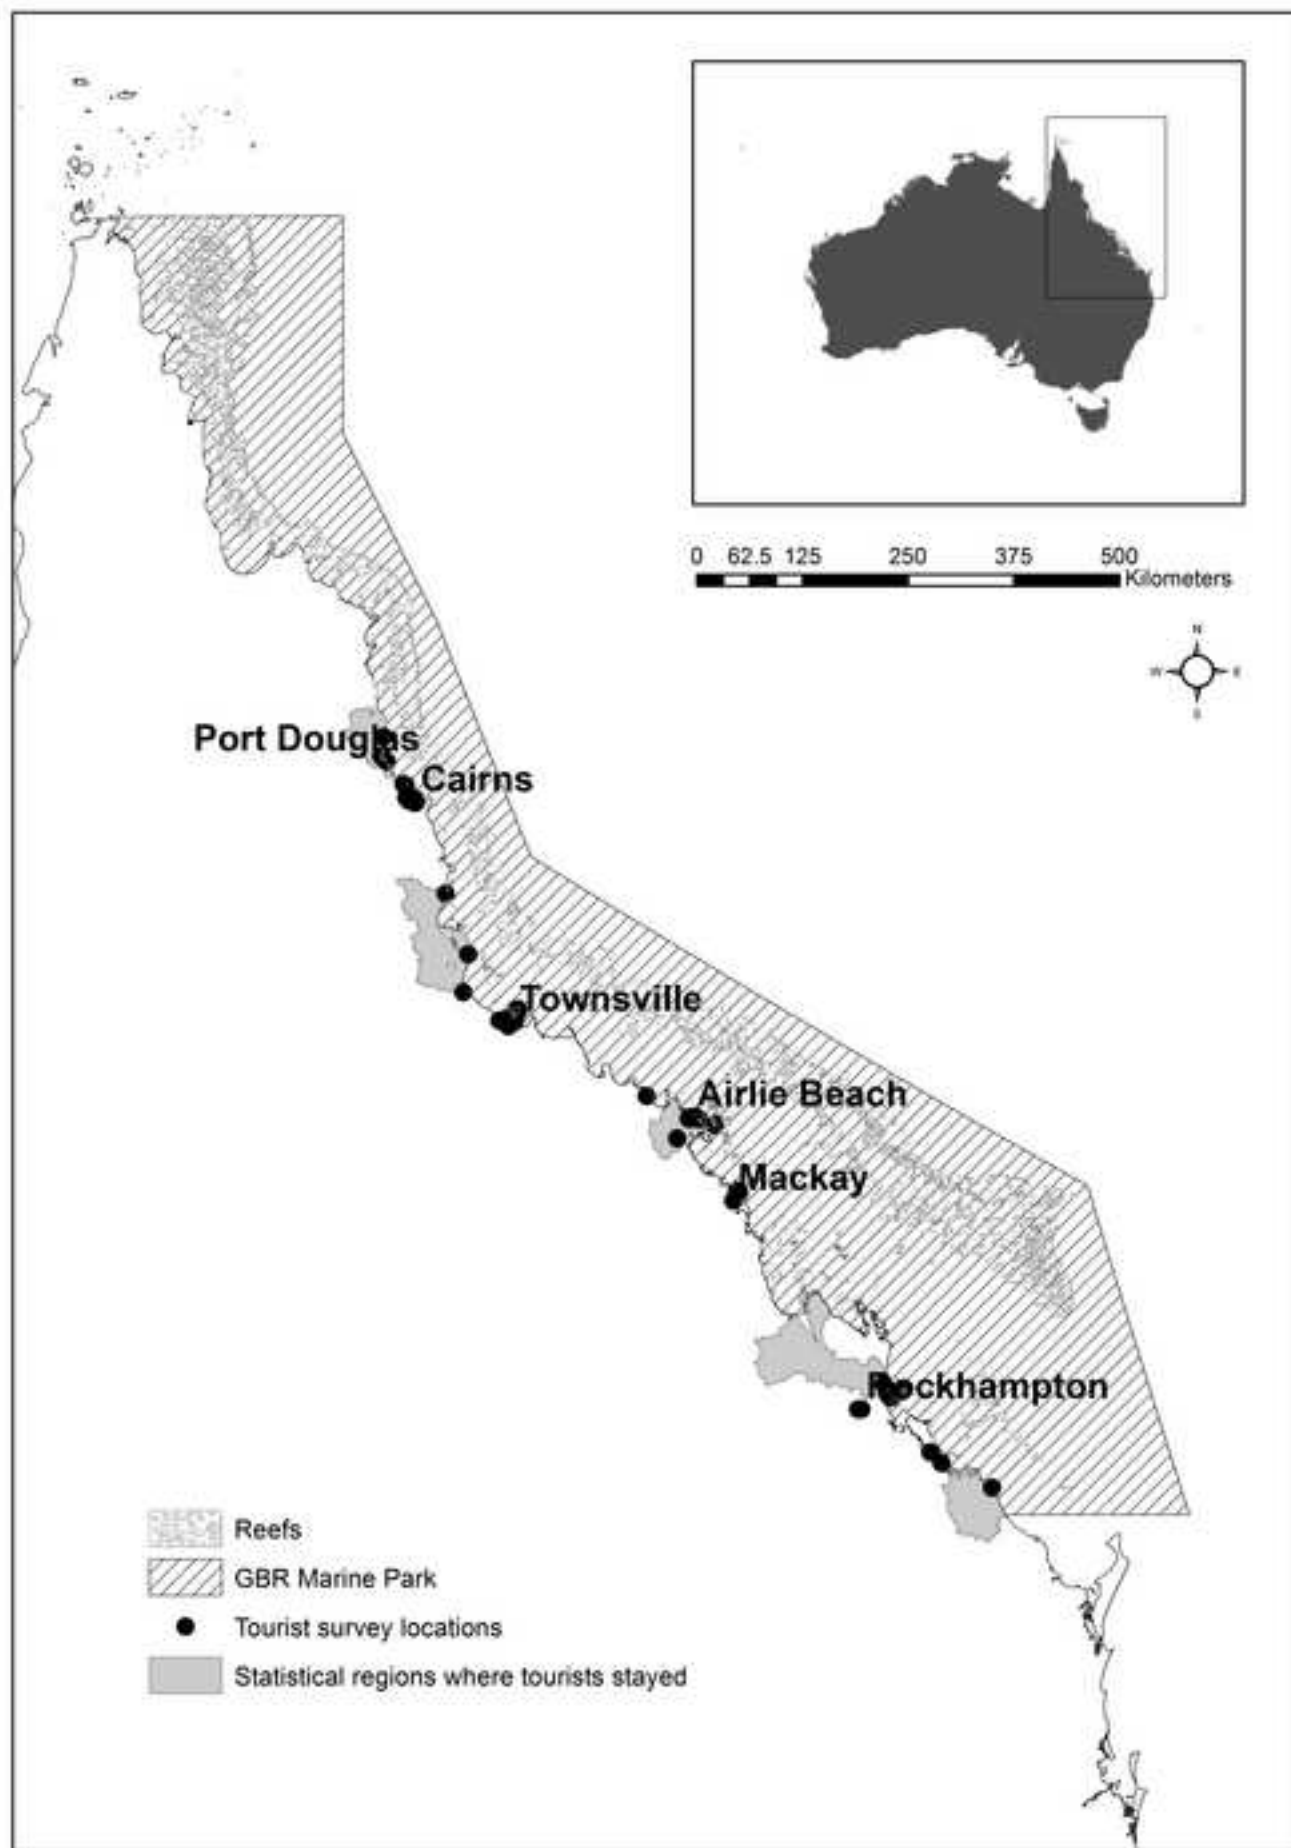 0 62.5 125 250 375 500
Kilometers
N
W E
S
Port Douglas
Cairns
Townsville
Airlie Beach
Mackay
Rockhampton
Reefs
GBR Marine Park
Tourist survey locations
Statistical regions where tourists stayed